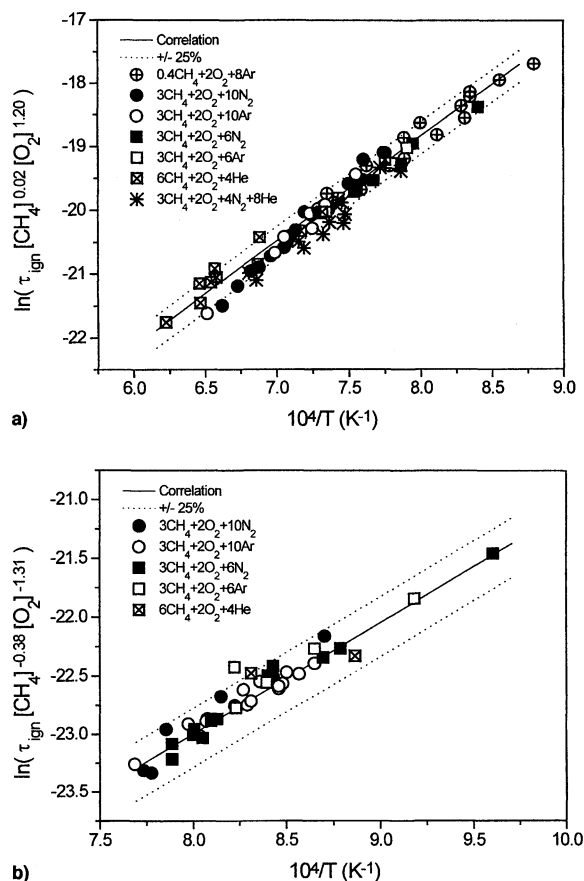 -17
-18
-19
-20
-21
-22
ln( τign [CH4]^0.02 [O2]^1.20 )
Correlation
+/- 25%
0.4CH4+2O2+8Ar
3CH4+2O2+10N2
3CH4+2O2+10Ar
3CH4+2O2+6N2
3CH4+2O2+6Ar
6CH4+2O2+4He
3CH4+2O2+4N2+8He
6.0 6.5 7.0 7.5 8.0 8.5 9.0
10^4/T (K^-1)
a)
-21.0
-21.5
-22.0
-22.5
-23.0
-23.5
ln( τign [CH4]^-0.38 [O2]^-1.31 )
Correlation
+/- 25%
3CH4+2O2+10N2
3CH4+2O2+10Ar
3CH4+2O2+6N2
3CH4+2O2+6Ar
6CH4+2O2+4He
7.5 8.0 8.5 9.0 9.5 10.0
10^4/T (K^-1)
b)